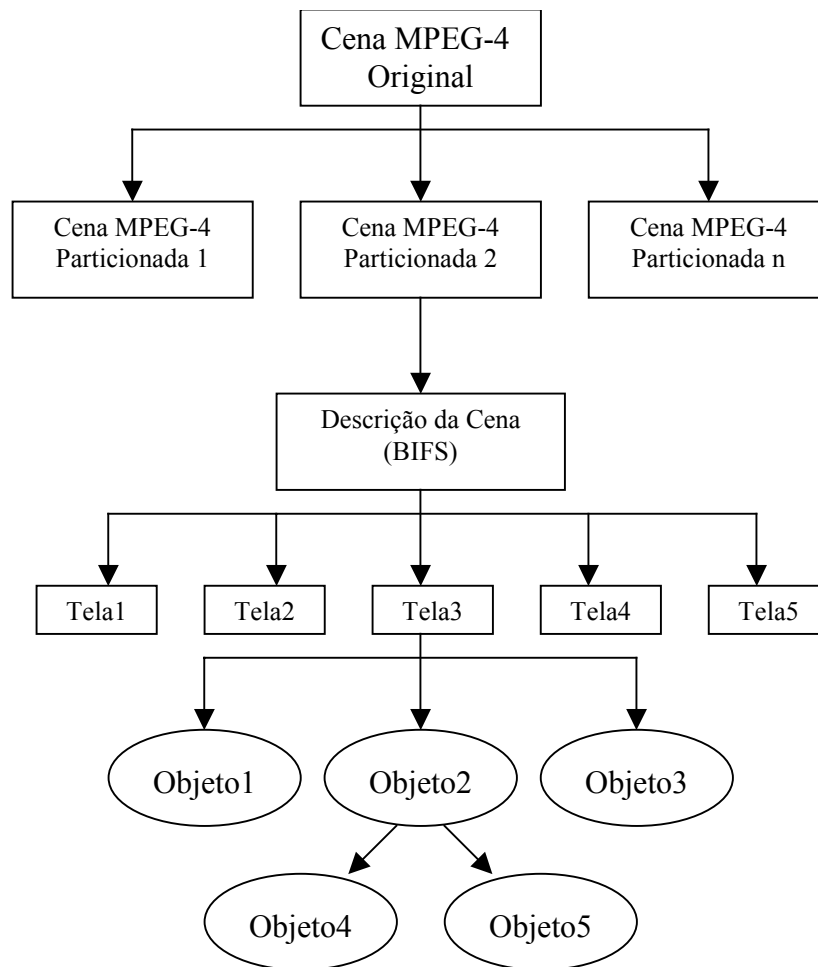 Cena MPEG-4
Original
Cena MPEG-4
Particionada 1
Cena MPEG-4
Particionada 2
Cena MPEG-4
Particionada n
Descrição da Cena
(BIFS)
Tela1
Tela2
Tela3
Tela4
Tela5
Objeto1
Objeto2
Objeto3
Objeto4
Objeto5